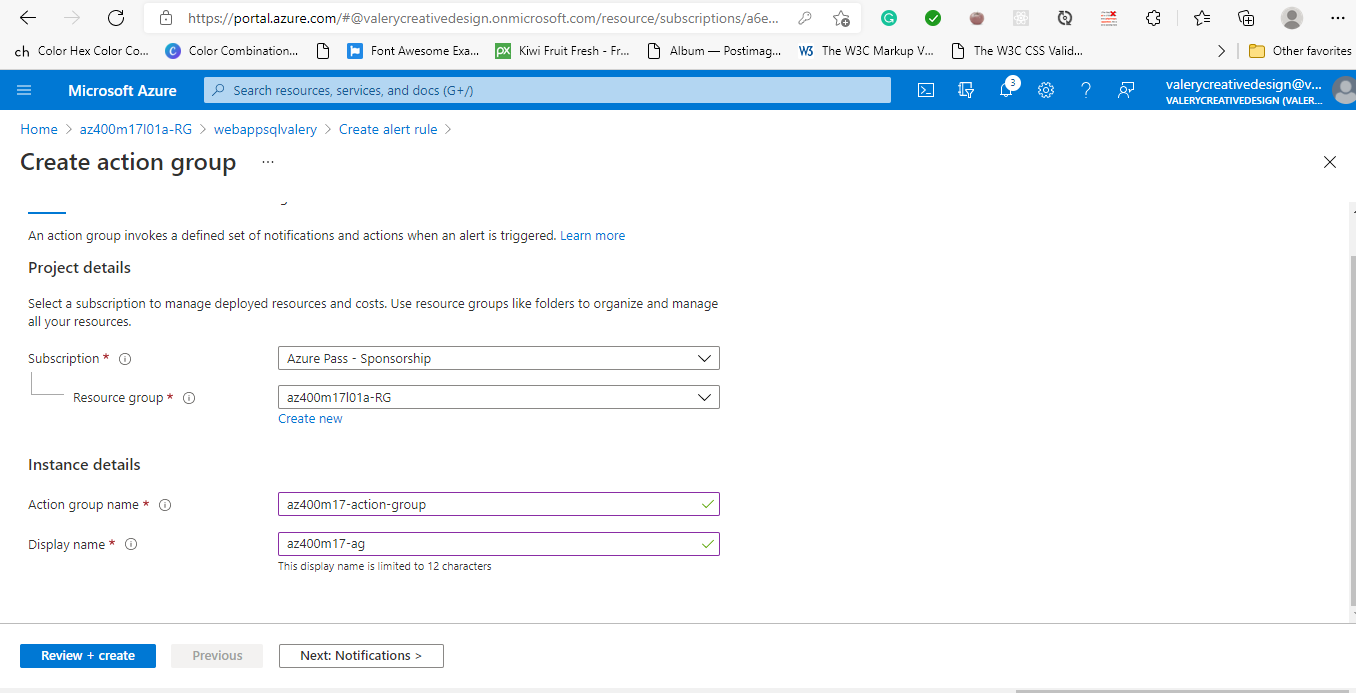 https://portal.azure.com/#@valerycreativedesign.onmicrosoft.com/resource/subscriptions/a6e...
ch Color Hex Color Co... C Color Combination... Font Awesome Exa... px Kiwi Fruit Fresh - Fr... Album — Postimag... W3 The W3C Markup V... The W3C CSS Valid... Other favorites
Microsoft Azure Search resources, services, and docs (G+/) 3 valerycreativedesign@v...
VALERYCREATIVEDESIGN (VALER...
Home > az400m17l01a-RG > webappsqlvalery > Create alert rule >
Create action group ...
An action group invokes a defined set of notifications and actions when an alert is triggered. Learn more
Project details
Select a subscription to manage deployed resources and costs. Use resource groups like folders to organize and manage
all your resources.
Subscription * Azure Pass - Sponsorship
Resource group * az400m17l01a-RG
Create new
Instance details
Action group name * az400m17-action-group
Display name * az400m17-ag
This display name is limited to 12 characters
Review + create Previous Next: Notifications >